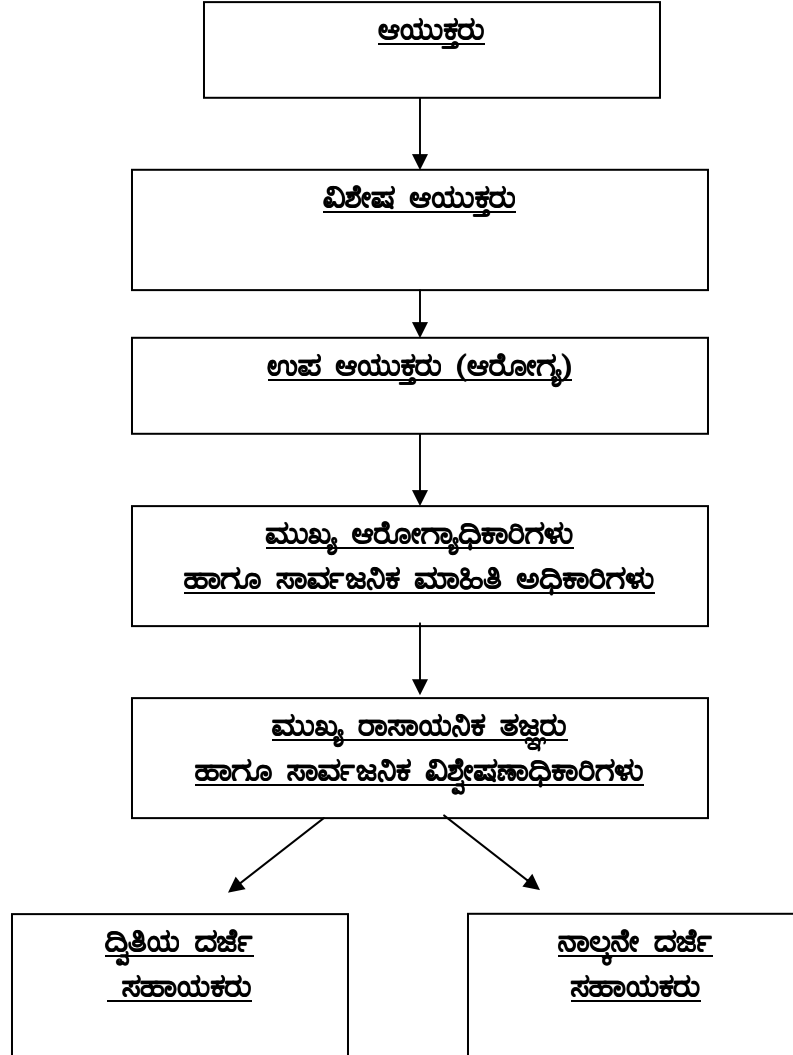 ಆಯುಕ್ತರು
ವಿಶೇಷ ಆಯುಕ್ತರು
ಉಪ ಆಯುಕ್ತರು (ಆರೋಗ್ಯ)
ಮುಖ್ಯ ಆರೋಗ್ಯಾಧಿಕಾರಿಗಳು
ಹಾಗೂ ಸಾರ್ವಜನಿಕ ಮಾಹಿತಿ ಅಧಿಕಾರಿಗಳು
ಮುಖ್ಯ ರಾಸಾಯನಿಕ ತಜ್ಞರು
ಹಾಗೂ ಸಾರ್ವಜನಿಕ ವಿಶ್ವೇಷಣಾಧಿಕಾರಿಗಳು
ದ್ವಿತಿಯ ದರ್ಜೆ
ಸಹಾಯಕರು
ನಾಲ್ಕನೇ ದರ್ಜೆ
ಸಹಾಯಕರು